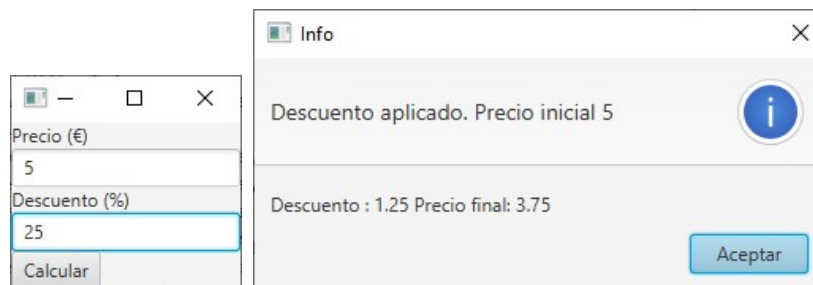 Precio (€)
5
Descuento (%)
25
Calcular
Info
Descuento aplicado. Precio inicial 5
Descuento : 1.25 Precio final: 3.75
Aceptar